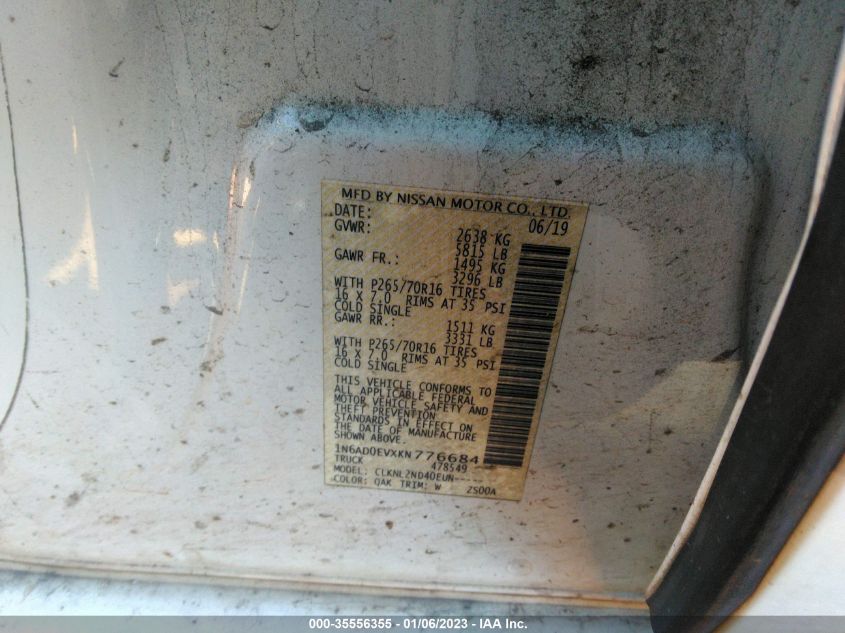 MFD BY NISSAN MOTOR CO., LTD.
DATE: 06/19
GVWR: 2638 KG
5815 LB
GAWR FR.: 1495 KG
3296 LB
WITH P265/70R16 TIRES
16 X 7.0 RIMS AT 35 PSI
COLD SINGLE
GAWR RR.: 1511 KG
3331 LB
WITH P265/70R16 TIRES
16 X 7.0 RIMS AT 35 PSI
COLD SINGLE
THIS VEHICLE CONFORMS TO
ALL APPLICABLE FEDERAL
MOTOR VEHICLE SAFETY AND
THEFT PREVENTION
STANDARDS IN EFFECT ON
THE DATE OF MANUFACTURE
SHOWN ABOVE.
1N6AD0EVXKN776684
TRUCK 478549
MODEL: CLKNL2ND40EUN-----
COLOR: QAK TRIM: W 2S00A
000-35556355 - 01/06/2023 - IAA Inc.